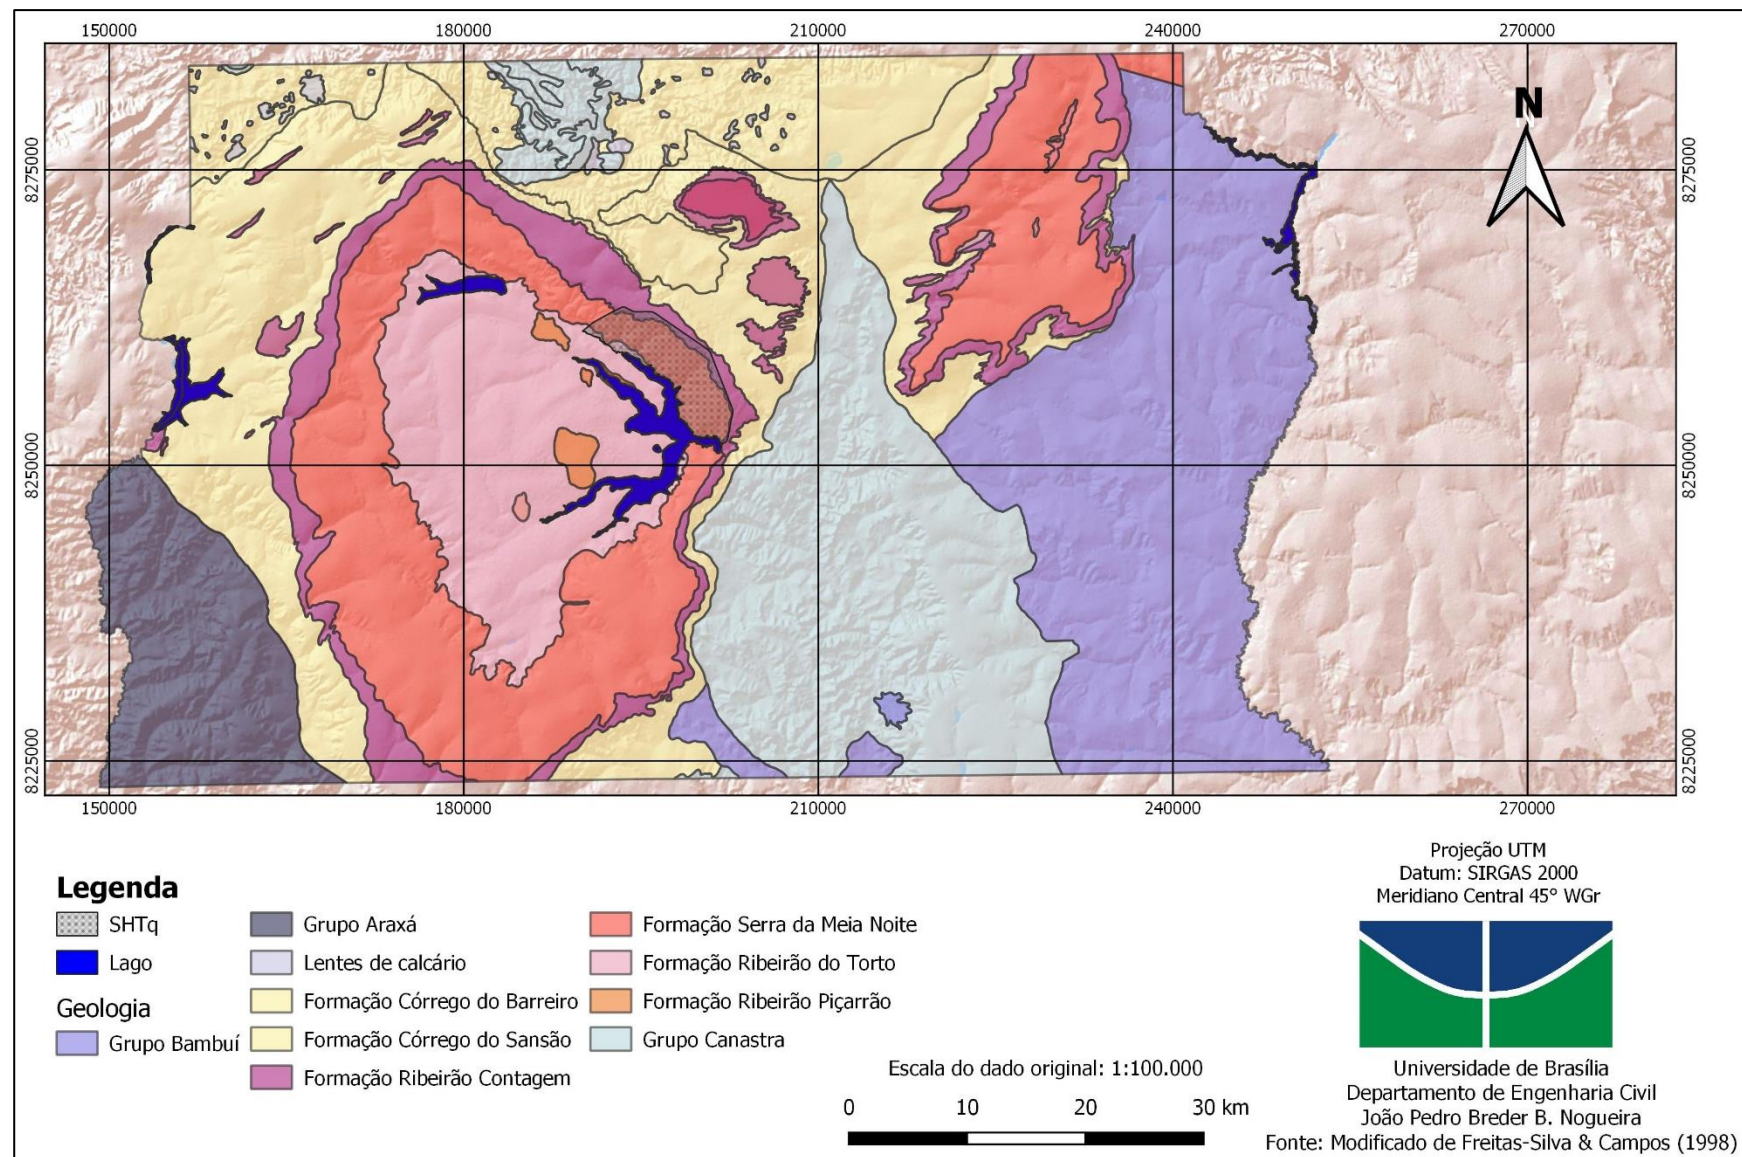 150000 180000 210000 240000 270000
N
8275000 8275000
8250000 8250000
8225000 8225000
150000 180000 210000 240000 270000
Legenda
SHTq
Lago
Geologia
Grupo Bambuí
Grupo Araxá
Lentes de calcário
Formação Córrego do Barreiro
Formação Córrego do Sansão
Formação Ribeirão Contagem
Formação Serra da Meia Noite
Formação Ribeirão do Torto
Formação Ribeirão Piçarrão
Grupo Canastra
Escala do dado original: 1:100.000
0 10 20 30 km
Projeção UTM
Datum: SIRGAS 2000
Meridiano Central 45° WGr
Universidade de Brasília
Departamento de Engenharia Civil
João Pedro Breder B. Nogueira
Fonte: Modificado de Freitas-Silva & Campos (1998)